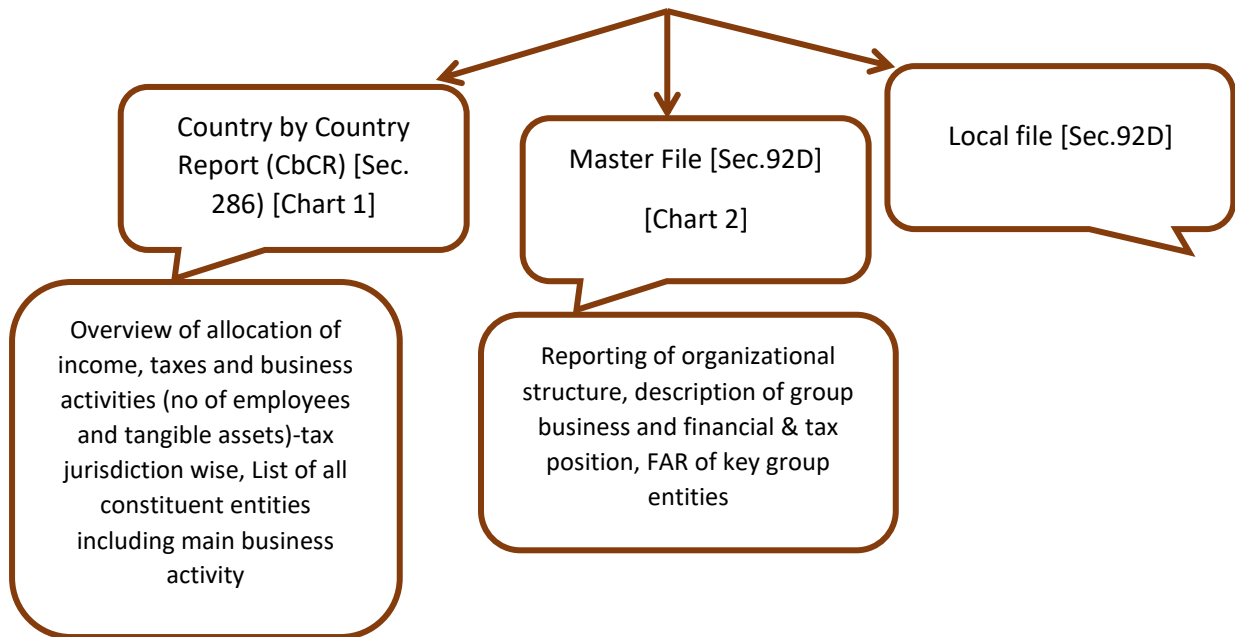 Country by Country
Report (CbCR) [Sec.
286) [Chart 1]
Master File [Sec.92D]
[Chart 2]
Local file [Sec.92D]
Overview of allocation of
income, taxes and business
activities (no of employees
and tangible assets)-tax
jurisdiction wise, List of all
constituent entities
including main business
activity
Reporting of organizational
structure, description of group
business and financial & tax
position, FAR of key group
entities